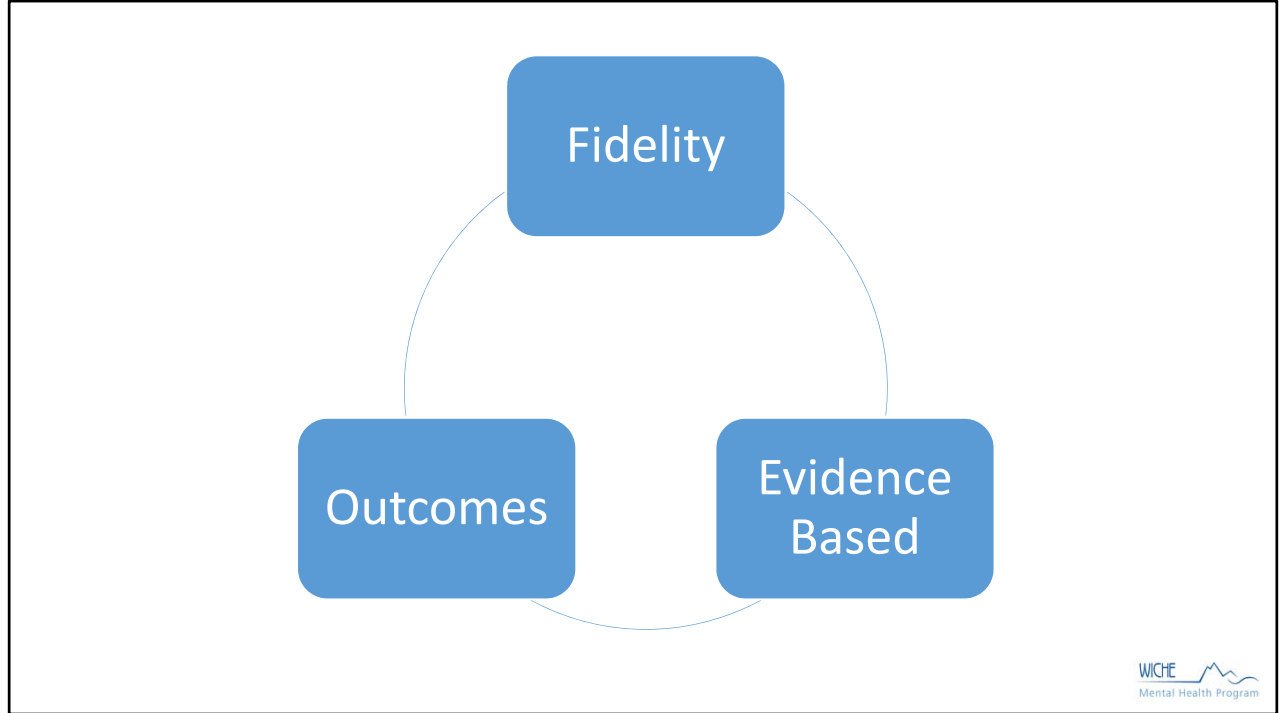 Fidelity
Outcomes
Evidence
Based
WICHE
Mental Health Program